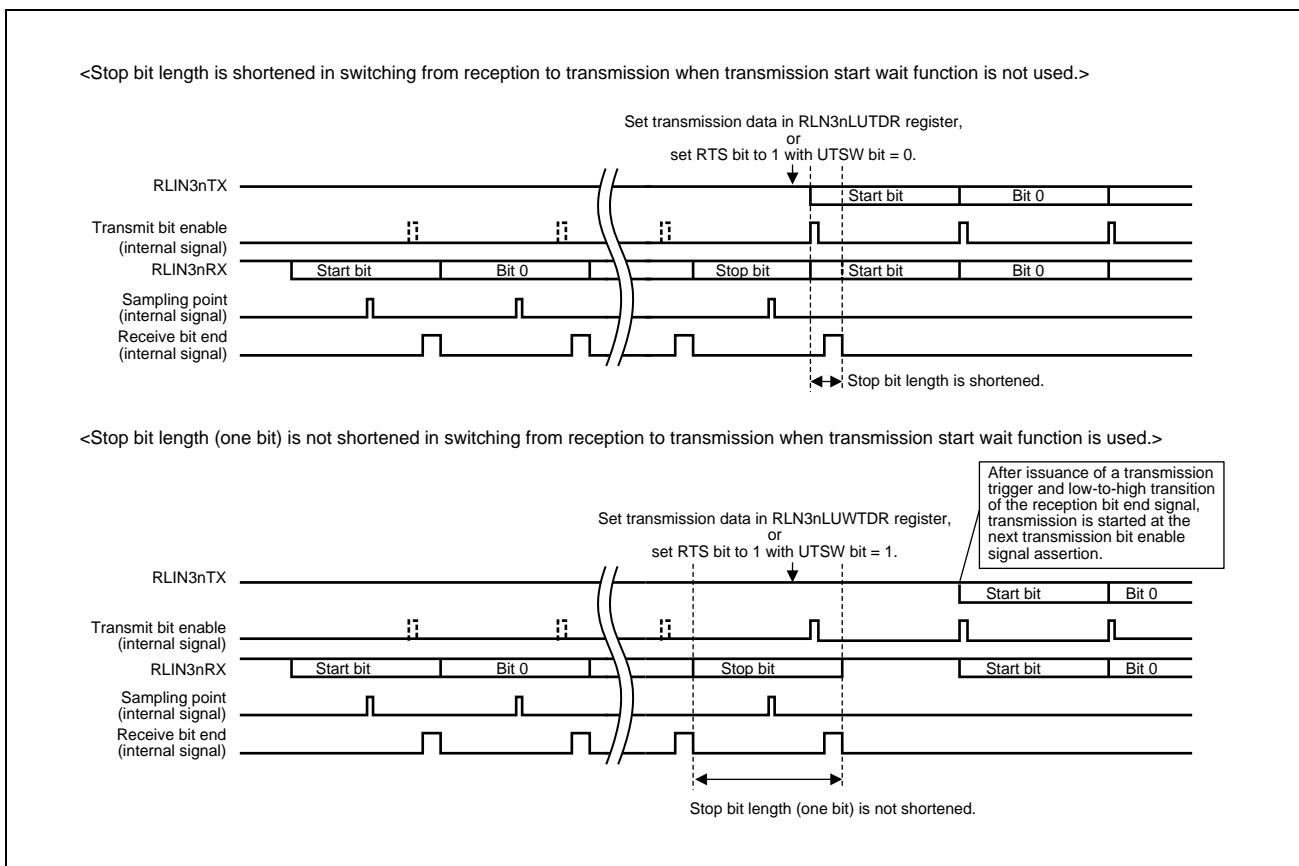 <Stop bit length is shortened in switching from reception to transmission when transmission start wait function is not used.>
Set transmission data in RLN3nLUTDR register,
or
set RTS bit to 1 with UTSW bit = 0.
RLIN3nTX
Start bit
Bit 0
Transmit bit enable
(internal signal)
RLIN3nRX
Start bit
Bit 0
Stop bit
Start bit
Bit 0
Sampling point
(internal signal)
Receive bit end
(internal signal)
Stop bit length is shortened.
<Stop bit length (one bit) is not shortened in switching from reception to transmission when transmission start wait function is used.>
After issuance of a transmission
trigger and low-to-high transition
of the reception bit end signal,
transmission is started at the
next transmission bit enable
signal assertion.
Set transmission data in RLN3nLUWTDR register,
or
set RTS bit to 1 with UTSW bit = 1.
RLIN3nTX
Start bit
Bit 0
Transmit bit enable
(internal signal)
RLIN3nRX
Start bit
Bit 0
Stop bit
Start bit
Bit 0
Sampling point
(internal signal)
Receive bit end
(internal signal)
Stop bit length (one bit) is not shortened.